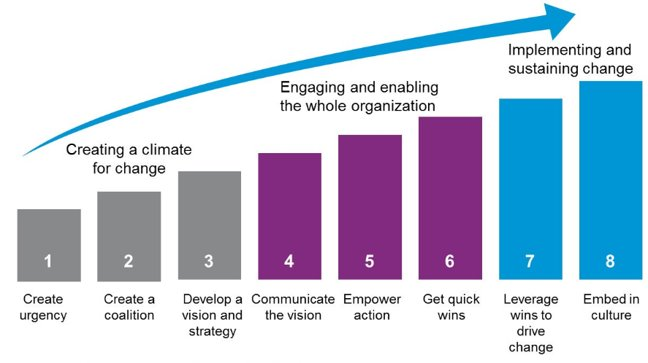 Implementing and
sustaining change
Engaging and enabling
the whole organization
Creating a climate
for change
1
2
3
4
5
6
7
8
Create
urgency
Create a
coalition
Develop a
vision and
strategy
Communicate
the vision
Empower
action
Get quick
wins
Leverage
wins to
drive
change
Embed in
culture